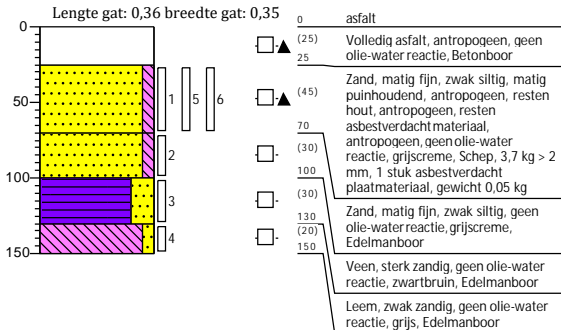 Lengte gat: 0,36 breedte gat: 0,35
0
50
100
150
1
5
6
2
3
4
0
asfalt
(25)
25
Volledig asfalt, antropogeen, geen
olie-water reactie, Betonboor
(45)
70
Zand, matig fijn, zwak siltig, matig
puinhoudend, antropogeen, resten
hout, antropogeen, resten
asbestverdacht materiaal,
antropogeen, geen olie-water
reactie, grijscreme, Schep, 3,7 kg > 2
mm, 1 stuk asbestverdacht
plaatmateriaal, gewicht 0,05 kg
(30)
100
Zand, matig fijn, zwak siltig, geen
olie-water reactie, grijscreme,
Edelmanboor
(30)
130
Veen, sterk zandig, geen olie-water
reactie, zwartbruin, Edelmanboor
(20)
150
Leem, zwak zandig, geen olie-water
reactie, grijs, Edelmanboor